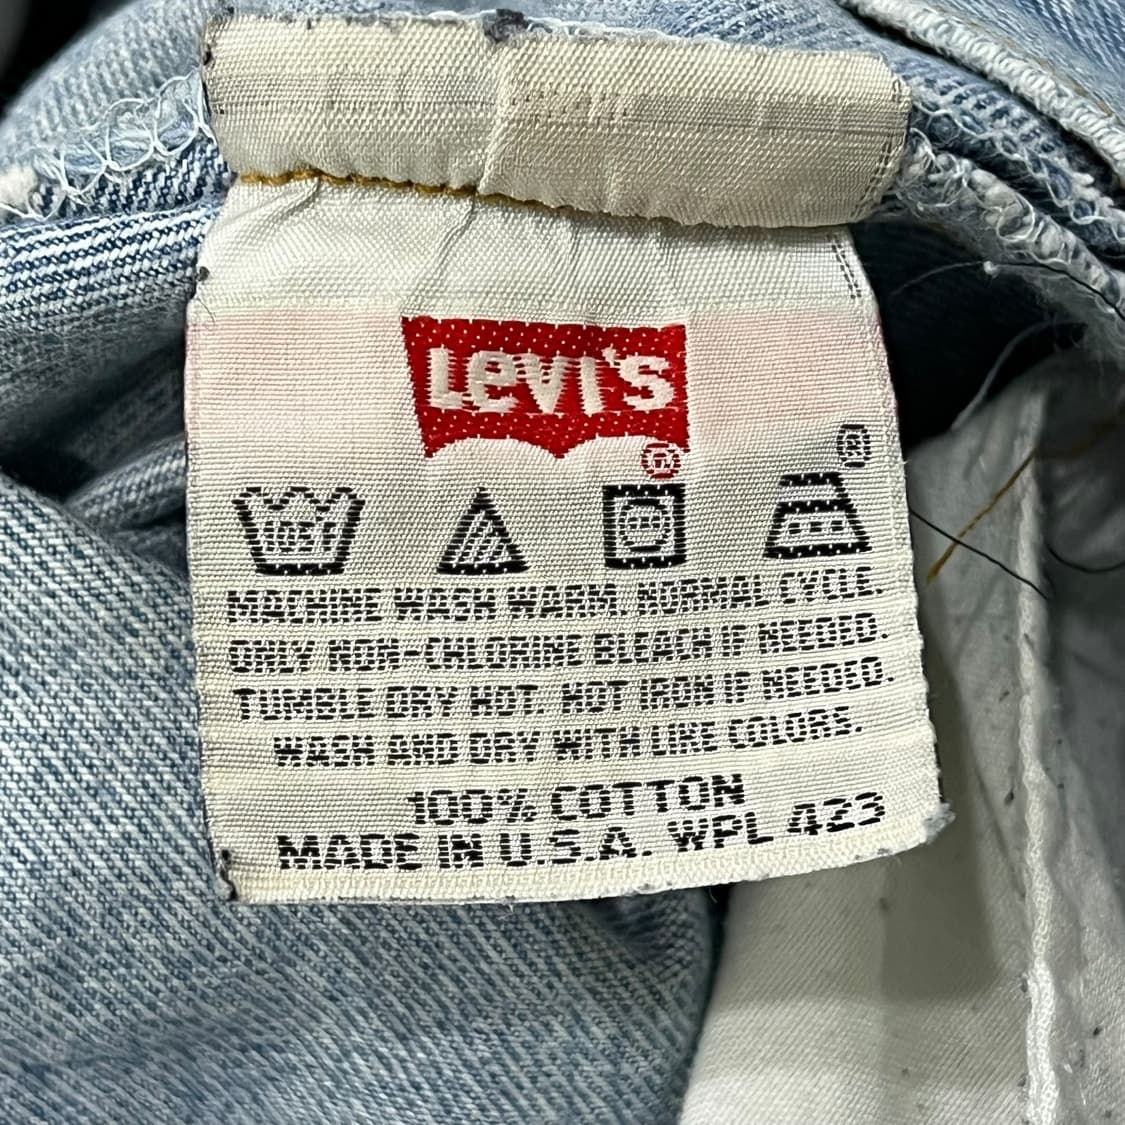 Levi's
®
®
105F
MACHINE WASH WARM. NORMAL CYCLE.
ONLY NON-CHLORINE BLEACH IF NEEDED.
TUMBLE DRY HOT. HOT IRON IF NEEDED.
WASH AND DRY WITH LIKE COLORS.
100% COTTON
MADE IN U.S.A. WPL 423